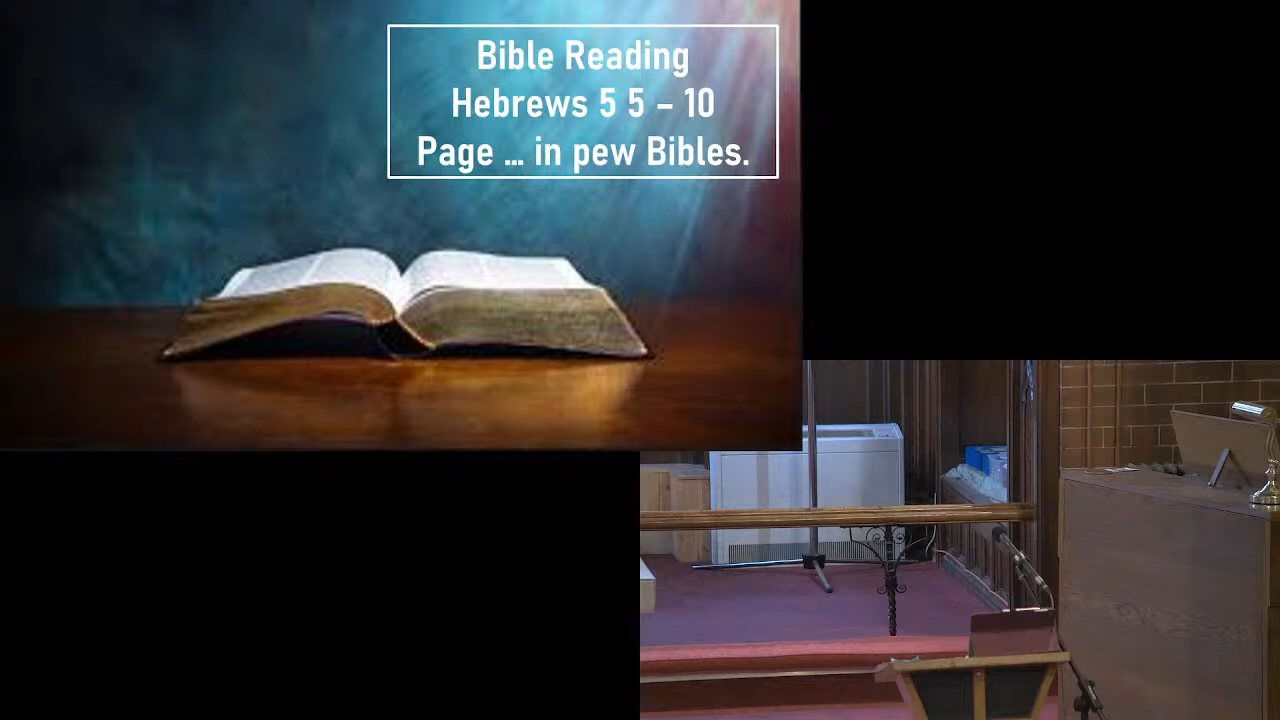 Bible Reading
Hebrews 5 5 – 10
Page ... in pew Bibles.